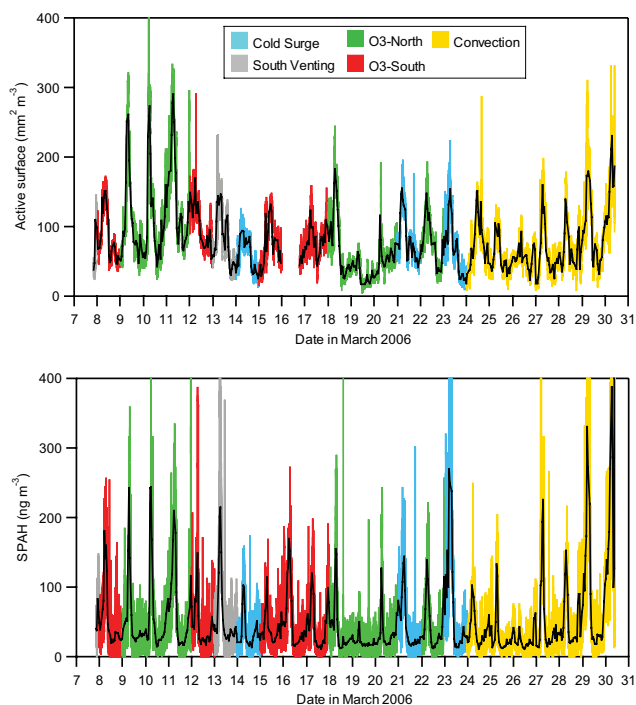 400
300
200
100
0
Active surface (mm² m⁻³)
Cold Surge
O3-North
Convection
South Venting
O3-South
7 8 9 10 11 12 13 14 15 16 17 18 19 20 21 22 23 24 25 26 27 28 29 30 31
Date in March 2006
400
300
200
100
0
SPAH (ng m⁻³)
7 8 9 10 11 12 13 14 15 16 17 18 19 20 21 22 23 24 25 26 27 28 29 30 31
Date in March 2006